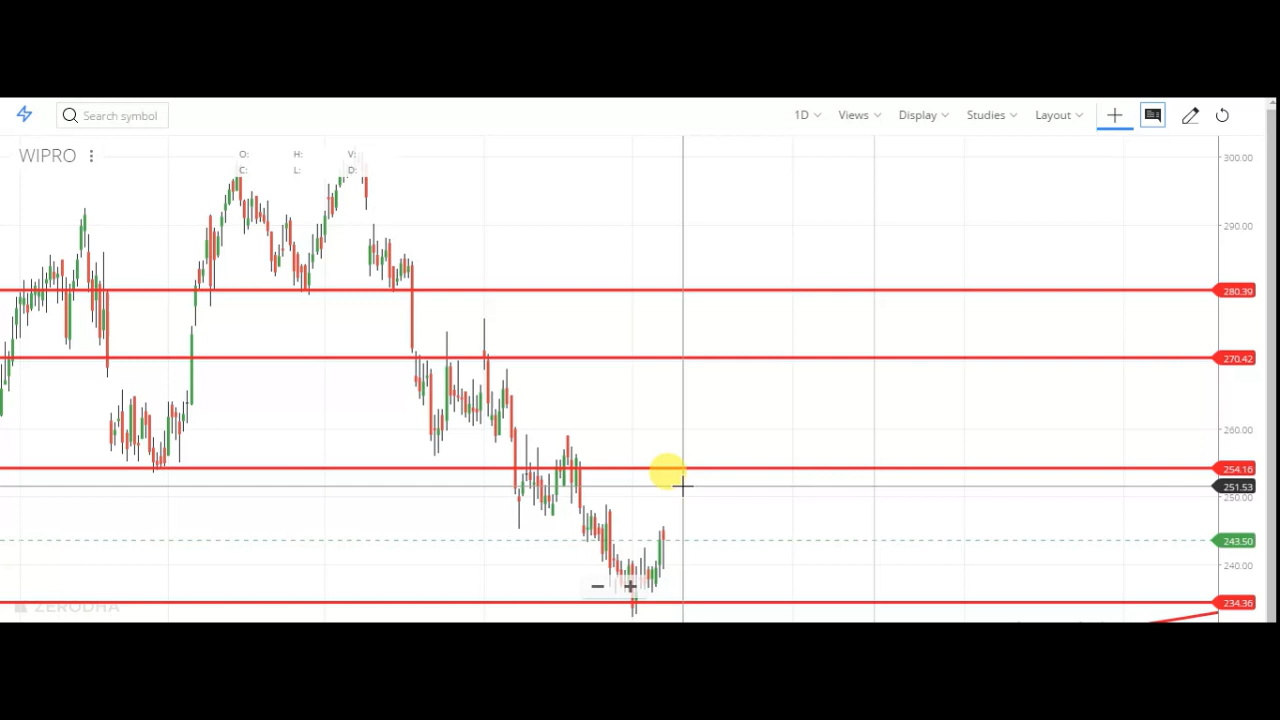 Search symbol
1D Views Display Studies Layout
WIPRO
O: H: V:
C: L: D:
300.00
290.00
280.39
270.42
260.00
254.16
251.53
250.00
243.50
240.00
234.36
ZERODHA